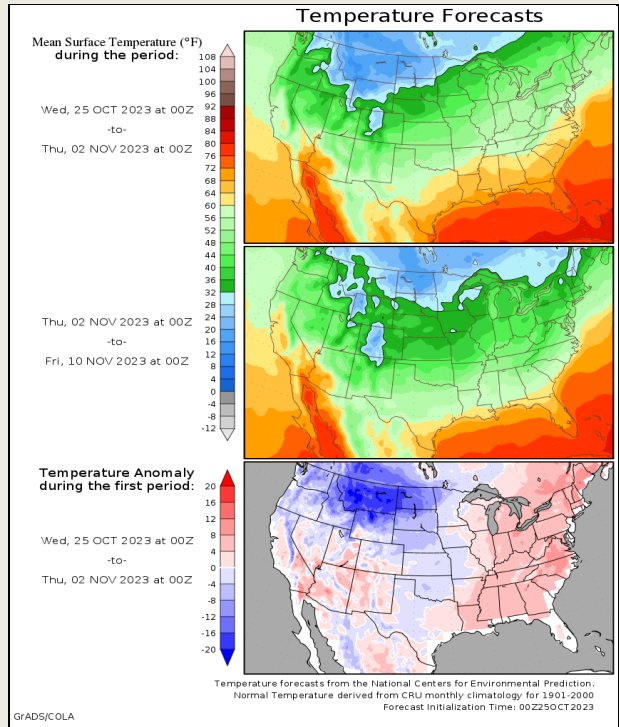 Temperature Forecasts
Mean Surface Temperature (°F)
during the period:
Wed, 25 OCT 2023 at 00Z
-to-
Thu, 02 NOV 2023 at 00Z
108
104
100
96
92
88
84
80
76
72
68
64
60
56
52
48
44
40
36
32
28
24
20
16
12
8
4
0
-4
-8
-12
Thu, 02 NOV 2023 at 00Z
-to-
Fri, 10 NOV 2023 at 00Z
Temperature Anomaly
during the first period:
Wed, 25 OCT 2023 at 00Z
-to-
Thu, 02 NOV 2023 at 00Z
20
16
12
8
4
0
-4
-8
-12
-16
-20
Temperature forecasts from the National Centers for Environmental Prediction.
Normal Temperature derived from CRU monthly climatology for 1901-2000
Forecast Initialization Time: 00Z25OCT2023
GrADS/COLA